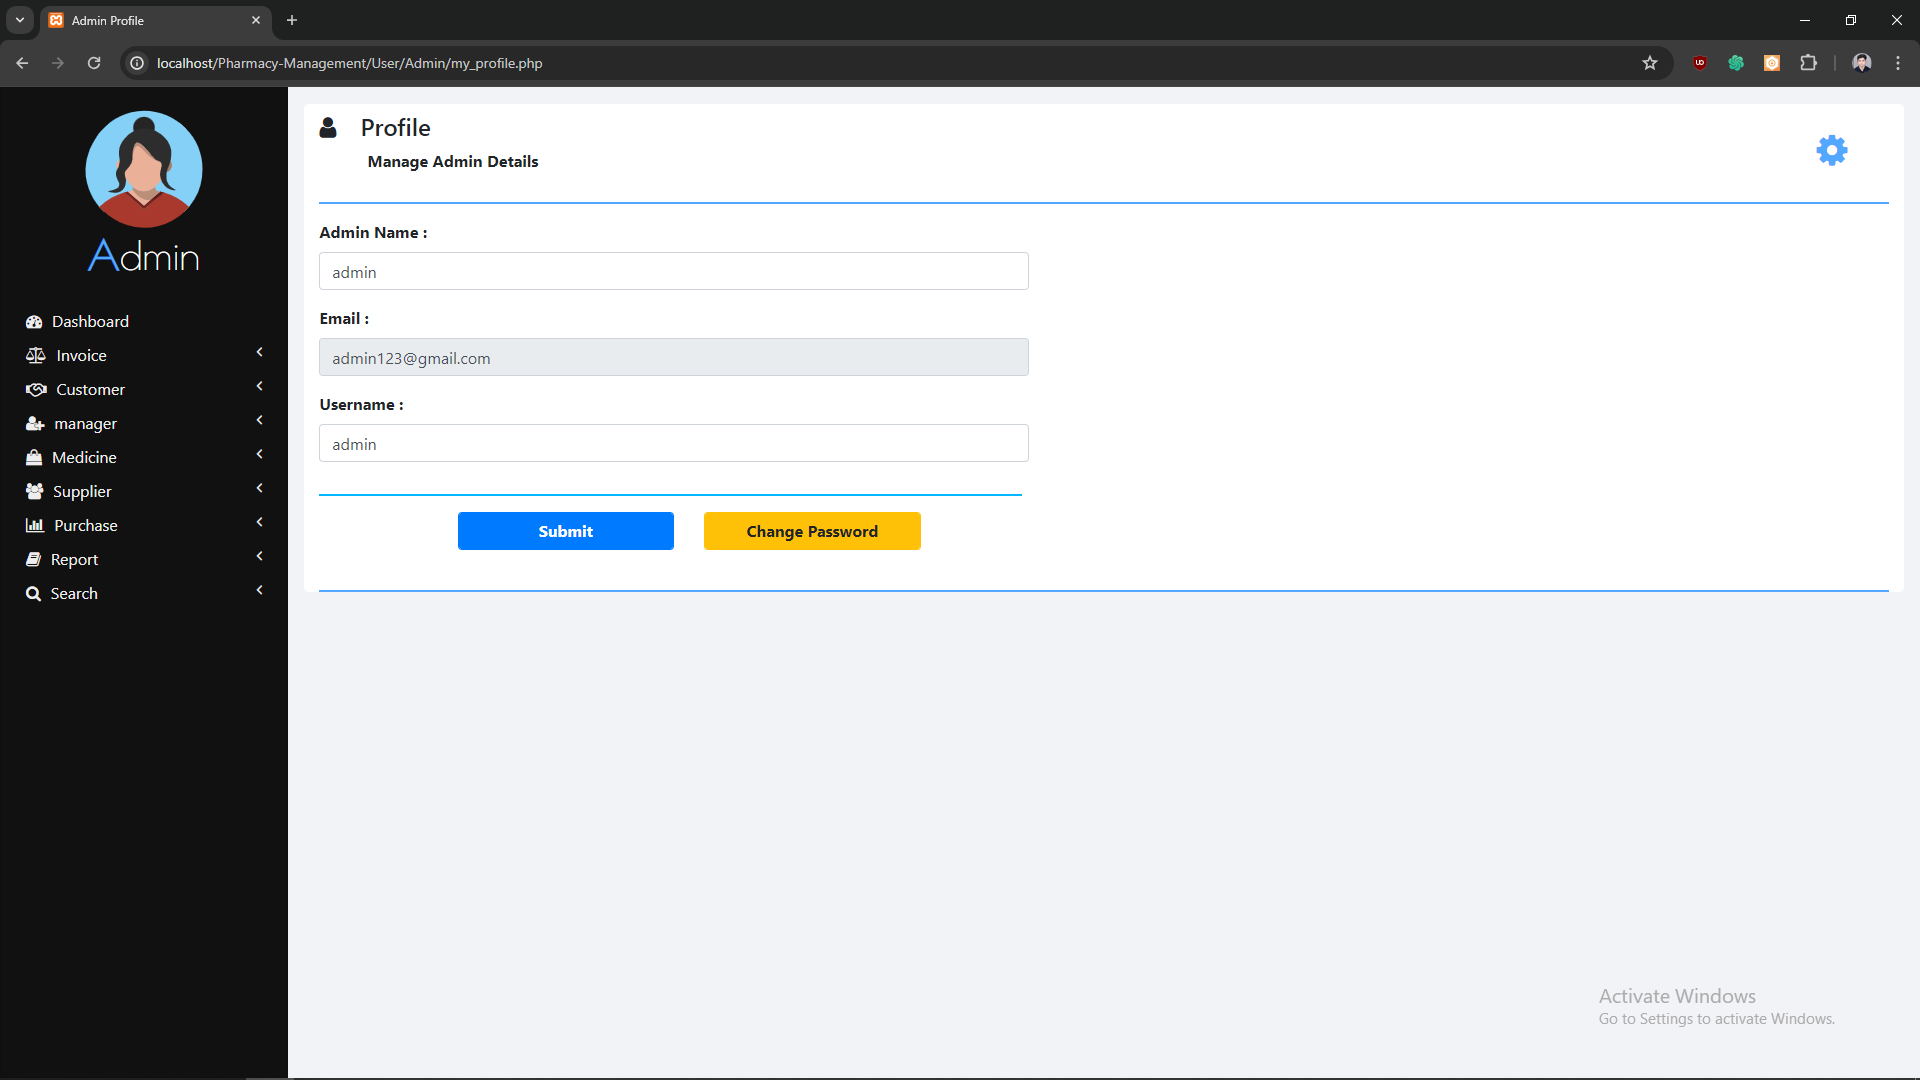 Admin Profile
localhost/Pharmacy-Management/User/Admin/my_profile.php
Admin
Dashboard
Invoice
Customer
manager
Medicine
Supplier
Purchase
Report
Search
Profile
Manage Admin Details
Admin Name :
admin
Email :
admin123@gmail.com
Username :
admin
Submit
Change Password
Activate Windows
Go to Settings to activate Windows.